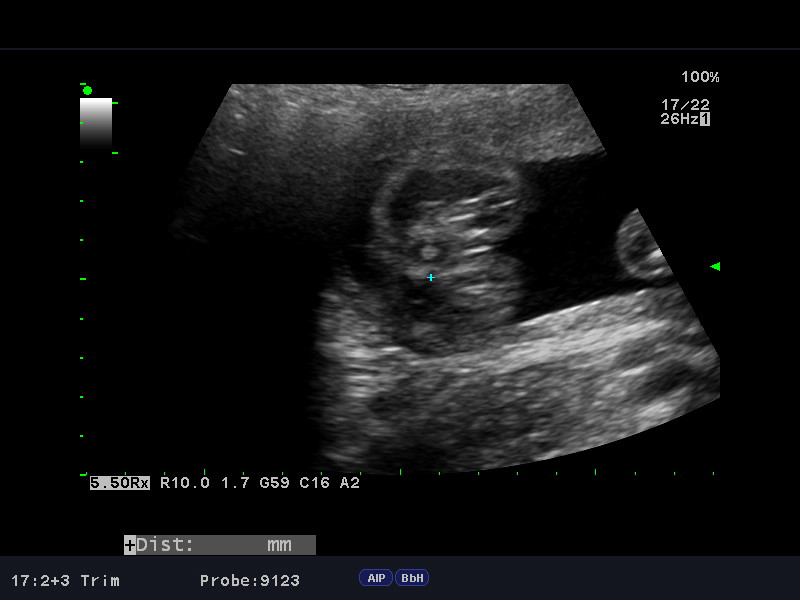 100%
17/22
26Hz1
5.50Rx R10.0 1.7 G59 C16 A2
+Dist: mm
17:2+3 Trim Probe:9123 AIP BbH